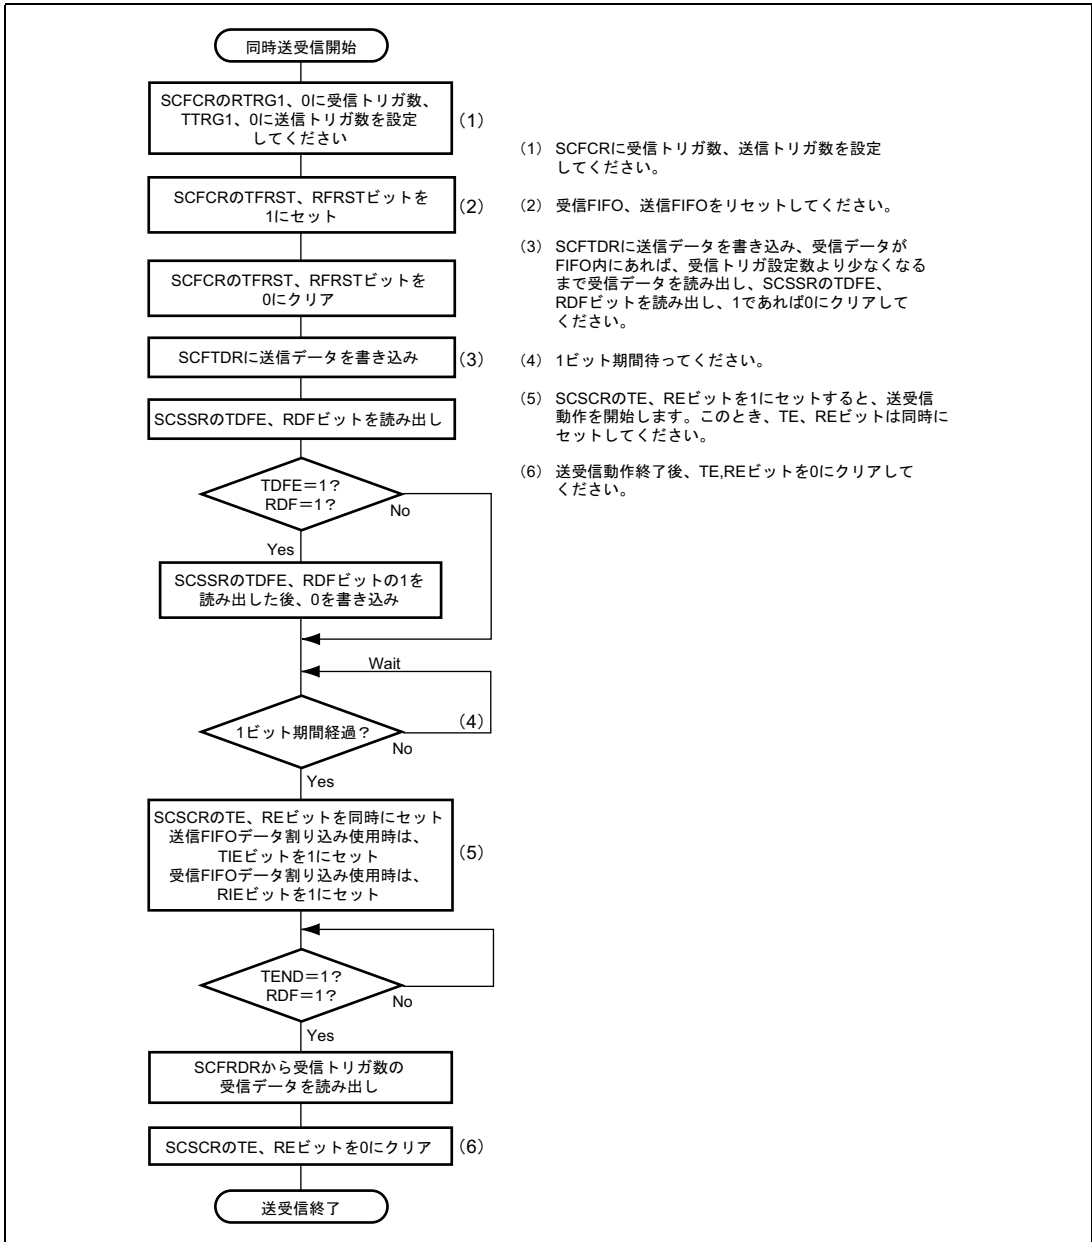 同時送受信開始
SCFCRのRTRG1、0に受信トリガ数、
TTRG1、0に送信トリガ数を設定
してください
(1)
SCFCRのTFRST、RFRSTビットを
1にセット
(2)
SCFCRのTFRST、RFRSTビットを
0にクリア
SCFTDRに送信データを書き込み
(3)
SCSSRのTDFE、RDFビットを読み出し
TDFE＝1？
RDF＝1？
No
Yes
SCSSRのTDFE、RDFビットの1を
読み出した後、0を書き込み
Wait
1ビット期間経過？
(4)
No
Yes
SCSCRのTE、REビットを同時にセット
送信FIFOデータ割り込み使用時は、
TIEビットを1にセット
受信FIFOデータ割り込み使用時は、
RIEビットを1にセット
(5)
TEND＝1？
RDF＝1？
No
Yes
SCFRDRから受信トリガ数の
受信データを読み出し
SCSCRのTE、REビットを0にクリア
(6)
送受信終了
(1) SCFCRに受信トリガ数、送信トリガ数を設定
してください。
(2) 受信FIFO、送信FIFOをリセットしてください。
(3) SCFTDRに送信データを書き込み、受信データが
FIFO内にあれば、受信トリガ設定数より少なくなる
まで受信データを読み出し、SCSSRのTDFE、
RDFビットを読み出し、1であれば0にクリアして
ください。
(4) 1ビット期間待ってください。
(5) SCSCRのTE、REビットを1にセットすると、送受信
動作を開始します。このとき、TE、REビットは同時に
セットしてください。
(6) 送受信動作終了後、TE,REビットを0にクリアして
ください。